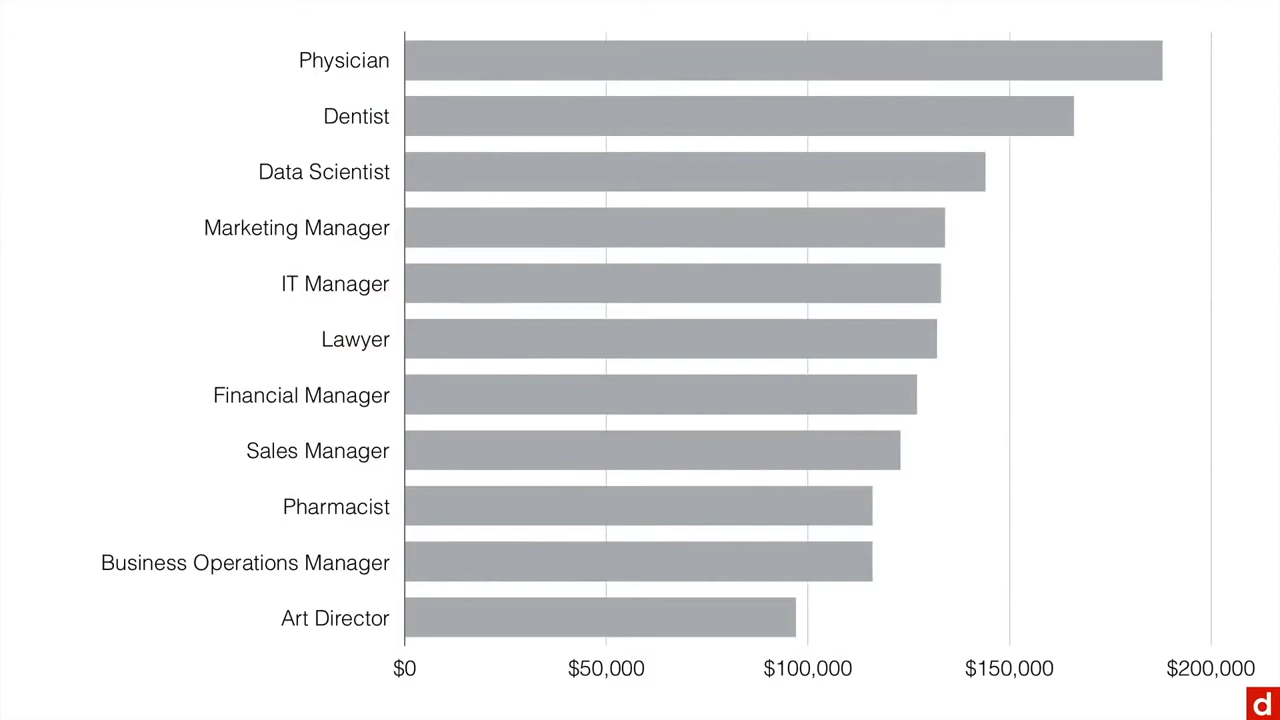 Physician
Dentist
Data Scientist
Marketing Manager
IT Manager
Lawyer
Financial Manager
Sales Manager
Pharmacist
Business Operations Manager
Art Director
$0 $50,000 $100,000 $150,000 $200,000
d